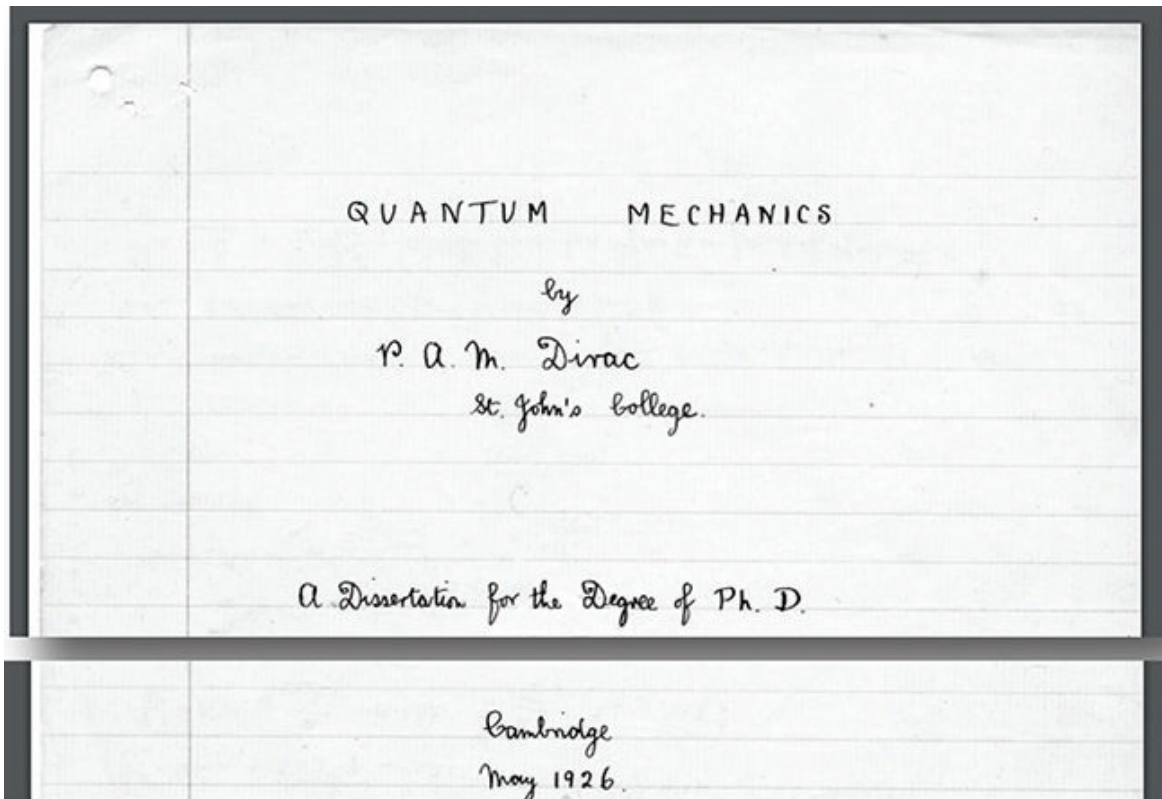 QUANTUM MECHANICS
by
P. A. M. Dirac
St. John's College.
A Dissertation for the Degree of Ph. D.
Cambridge
May 1926.